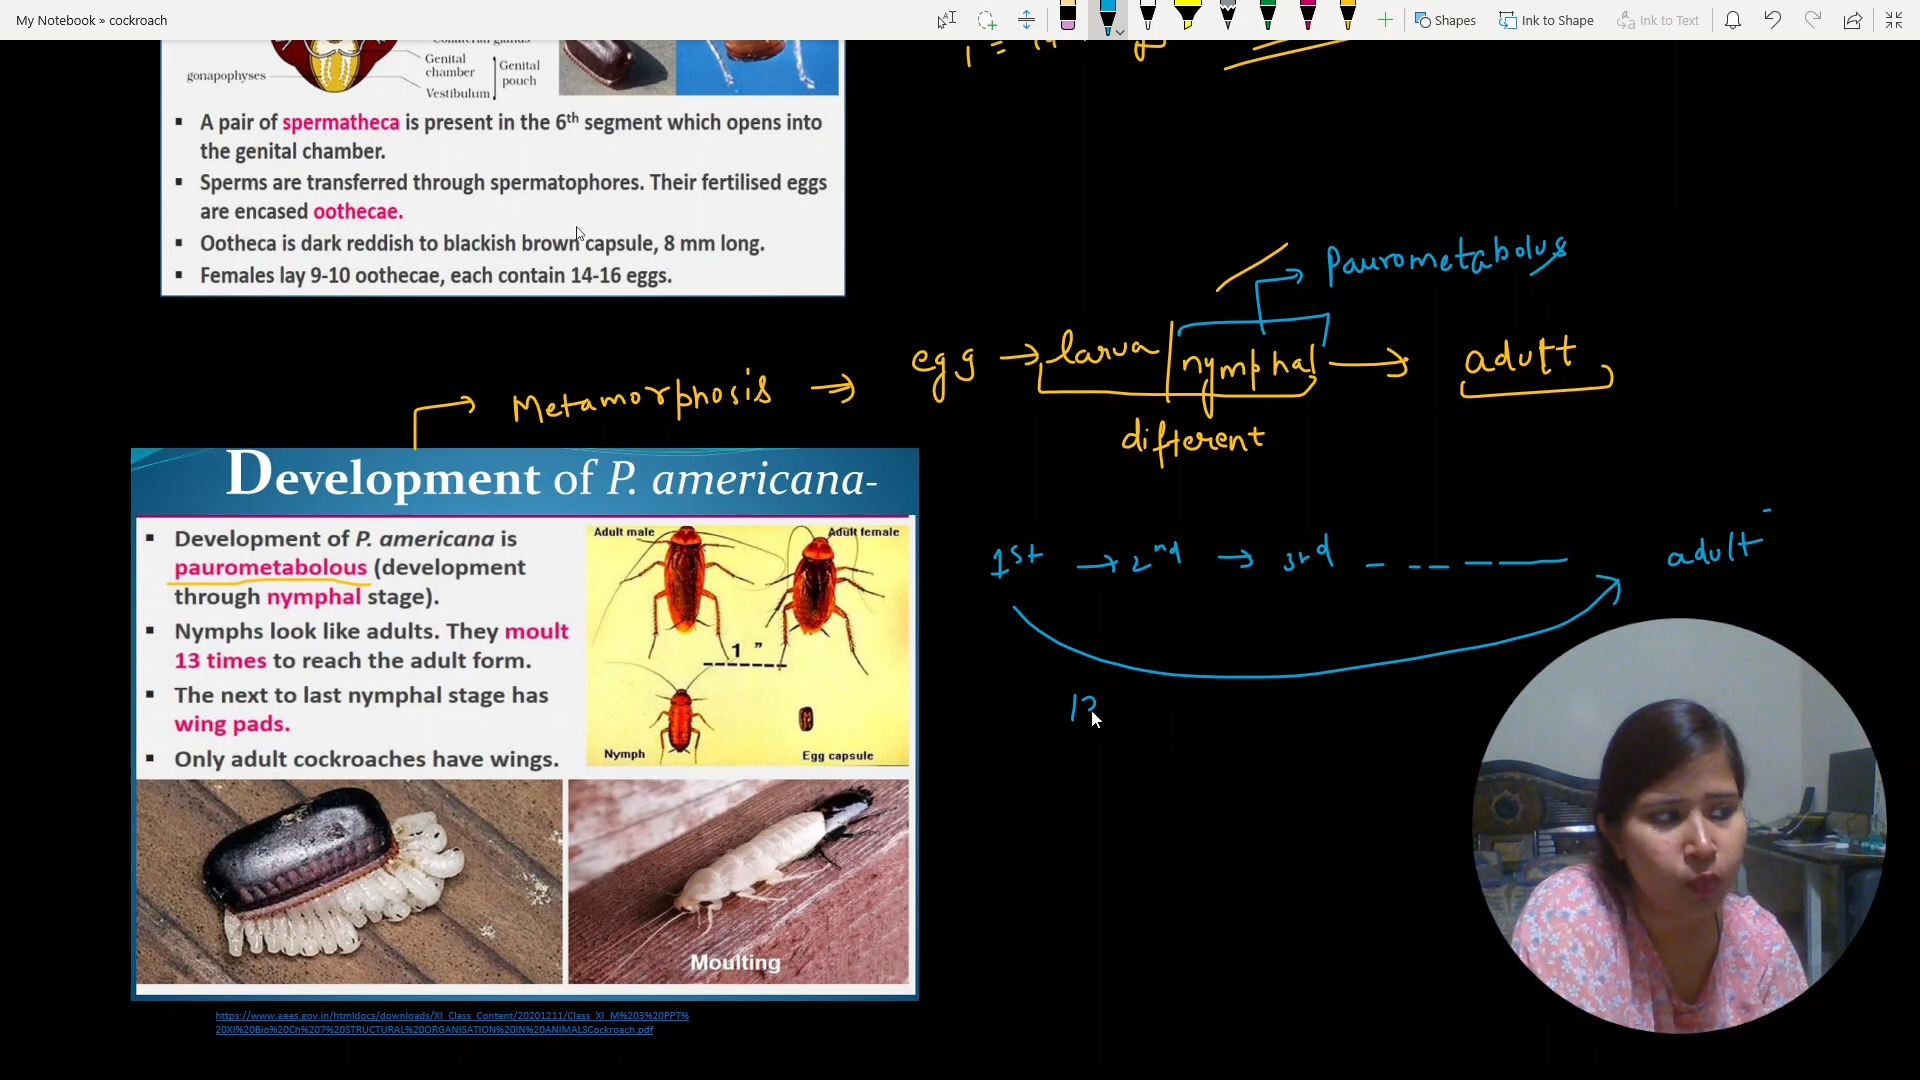 My Notebook » cockroach
Shapes
Ink to Shape
Ink to Text
gonapophyses
Genital
chamber
Vestibulum
Genital
pouch
▪ A pair of spermatheca is present in the 6th segment which opens into
the genital chamber.
▪ Sperms are transferred through spermatophores. Their fertilised eggs
are encased oothecae.
▪ Ootheca is dark reddish to blackish brown capsule, 8 mm long.
▪ Females lay 9-10 oothecae, each contain 14-16 eggs.
Paurometabolus
Metamorphosis → egg → larva nymphal → adult
different
Development of P. americana-
▪ Development of P. americana is
paurometabolous (development
through nymphal stage).
▪ Nymphs look like adults. They moult
13 times to reach the adult form.
▪ The next to last nymphal stage has
wing pads.
▪ Only adult cockroaches have wings.
Adult male
Adult female
1 ”
Nymph
Egg capsule
Moulting
1st → 2nd → 3rd - - - - adult
https://www.aees.gov.in/htmldocs/downloads/XI_Class_Content/20201211/Class_XI_M%203%20PPT%
20XI%20Bio%20Ch%207%20STRUCTURAL%20ORGANISATION%20IN%20ANIMALSCockroach.pdf